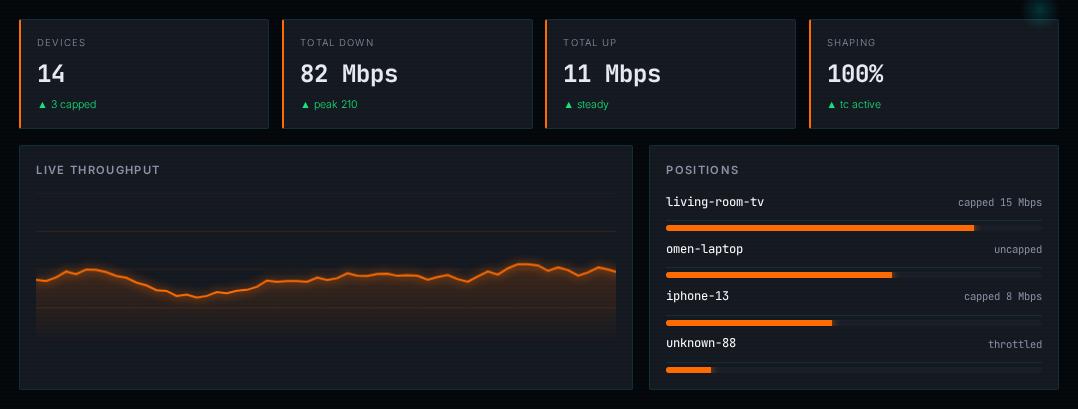 DEVICES
14
▲ 3 capped
TOTAL DOWN
82 Mbps
▲ peak 210
TOTAL UP
11 Mbps
▲ steady
SHAPING
100%
▲ tc active
LIVE THROUGHPUT
POSITIONS
living-room-tv capped 15 Mbps
omen-laptop uncapped
iphone-13 capped 8 Mbps
unknown-88 throttled